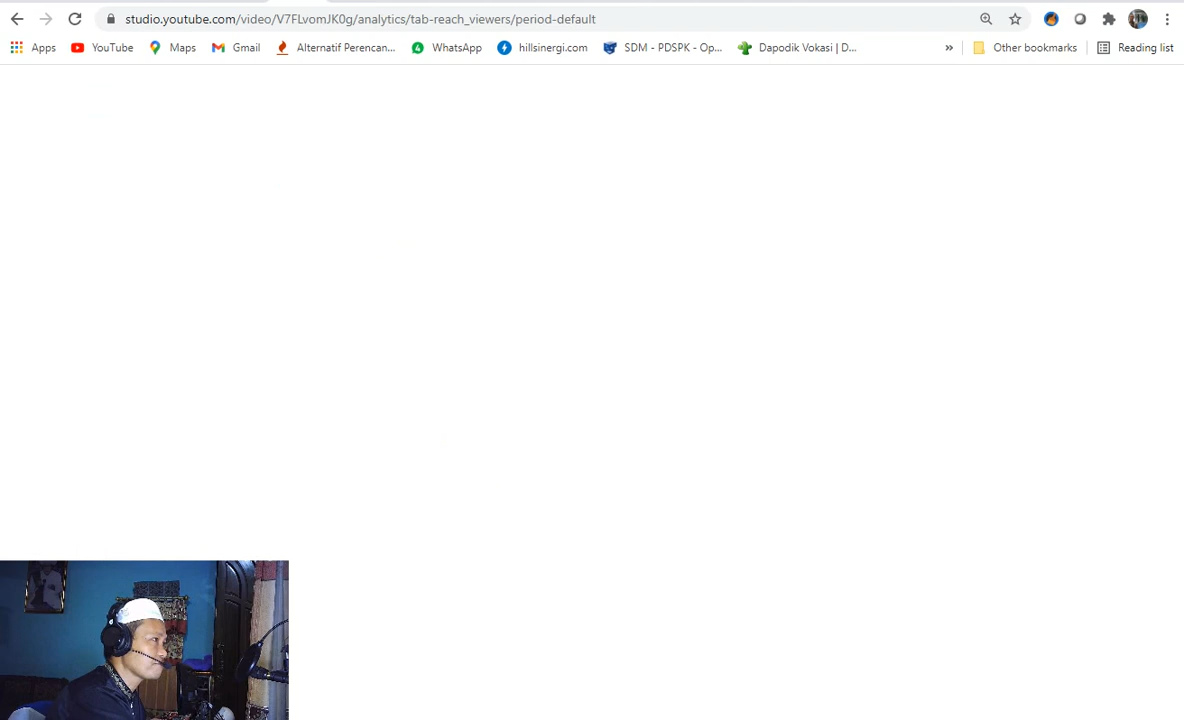 studio.youtube.com/video/V7FLvomJK0g/analytics/tab-reach_viewers/period-default
Apps YouTube Maps Gmail Alternatif Perencan... WhatsApp hillsinergi.com SDM - PDSPK - Op... Dapodik Vokasi | D... » Other bookmarks Reading list